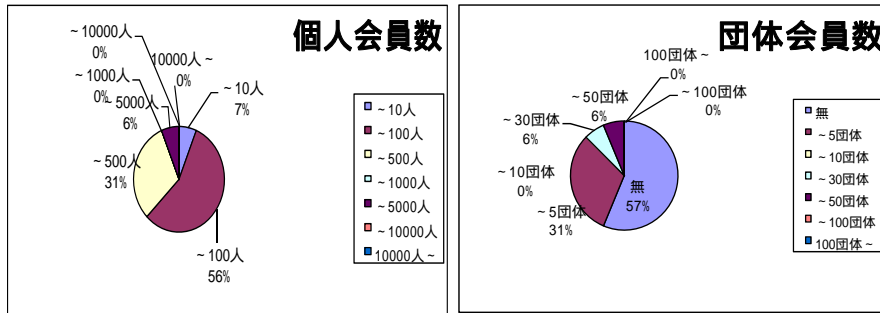 個人会員数
~10000人
0%
10000人~
0%
~1000人
0%
~5000人
6%
~10人
7%
~500人
31%
~100人
56%
~10人
~100人
~500人
~1000人
~5000人
~10000人
10000人~
団体会員数
100団体~
0%
~50団体
6%
~100団体
0%
~30団体
6%
~10団体
0%
無
57%
~5団体
31%
無
~5団体
~10団体
~30団体
~50団体
~100団体
100団体~